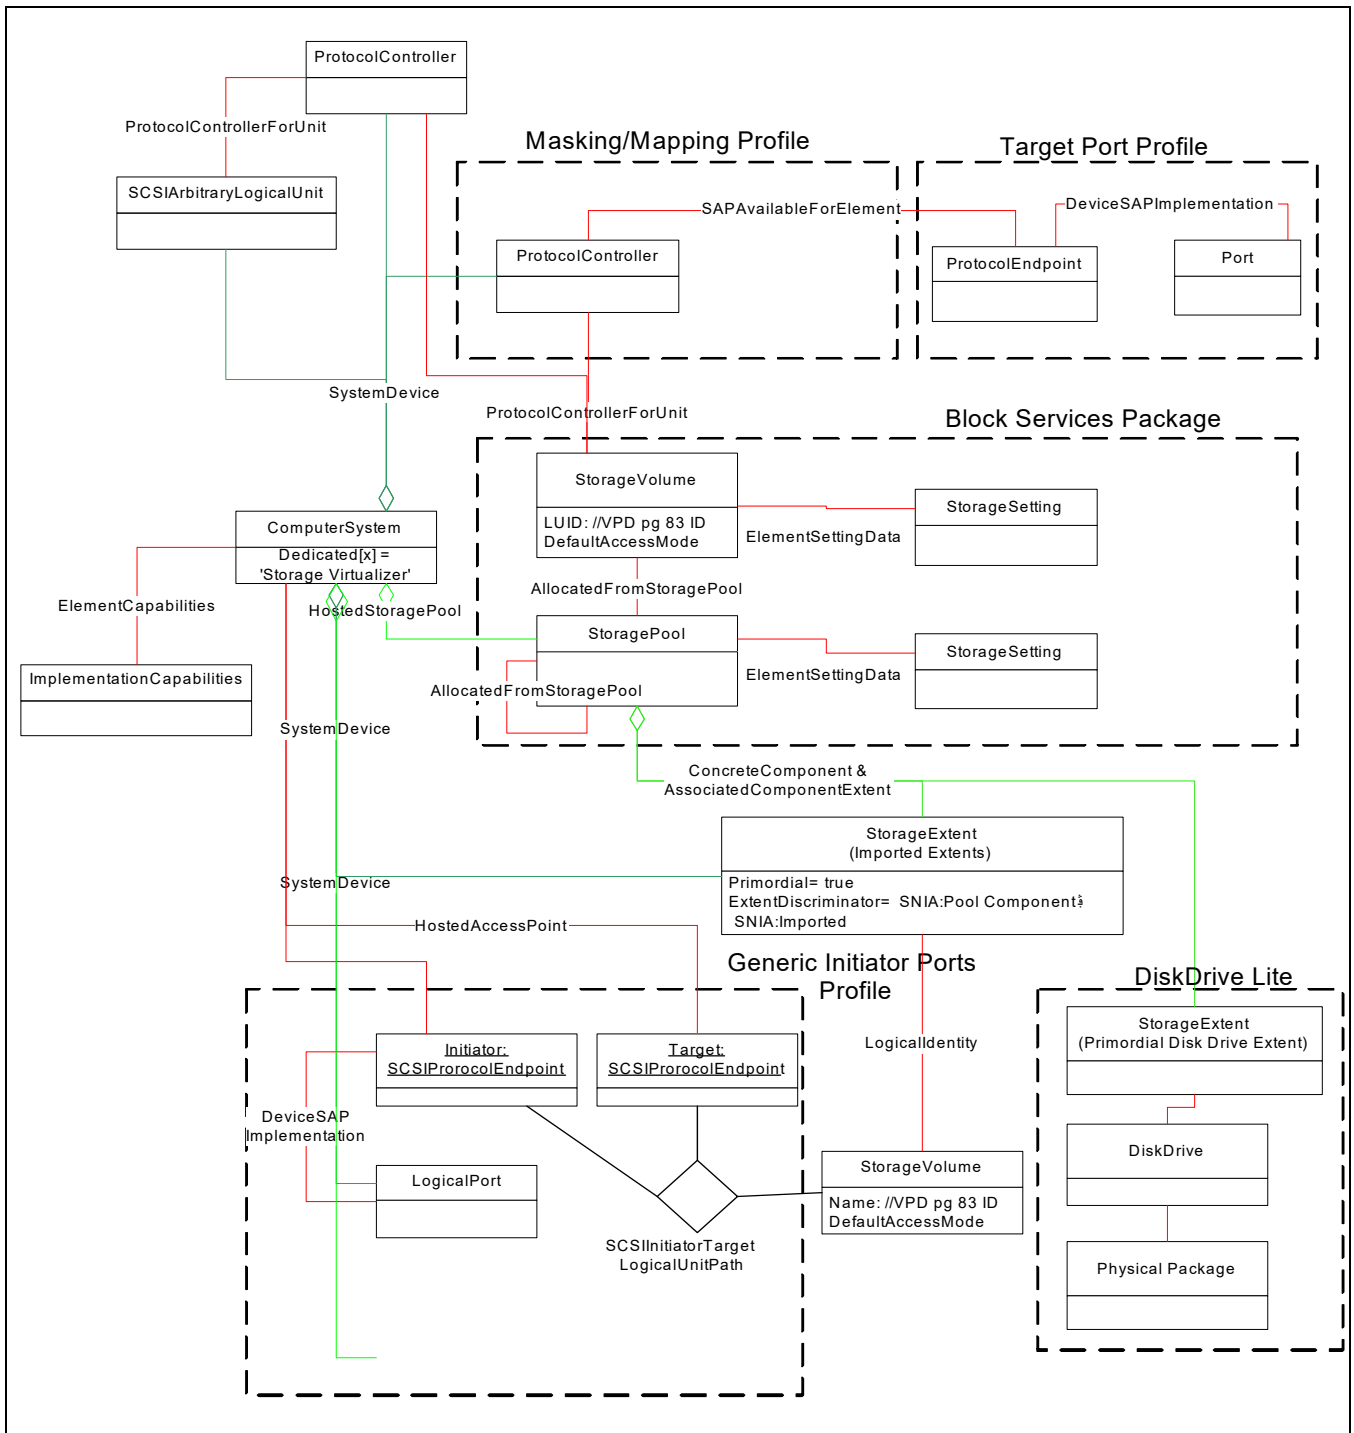 ProtocolController
ProtocolControllerForUnit
SCSIArbitraryLogicalUnit
Masking/Mapping Profile
Target Port Profile
SAPAvailableForElement
DeviceSAPImplementation
ProtocolController
ProtocolEndpoint
Port
SystemDevice
ProtocolControllerForUnit
Block Services Package
StorageVolume
LUID: //VPD pg 83 ID
DefaultAccessMode
StorageSetting
ElementSettingData
ComputerSystem
Dedicated[x] =
'Storage Virtualizer'
ElementCapabilities
HostedStoragePool
AllocatedFromStoragePool
StoragePool
StorageSetting
ElementSettingData
ImplementationCapabilities
AllocatedFromStoragePool
SystemDevice
ConcreteComponent &
AssociatedComponentExtent
StorageExtent
(Imported Extents)
Primordial= true
ExtentDiscriminator= SNIA:Pool Component
SNIA:Imported
SystemDevice
HostedAccessPoint
Generic Initiator Ports
Profile
DiskDrive Lite
Initiator:
SCSIProrocolEndpoint
Target:
SCSIProrocolEndpoint
LogicalIdentity
StorageExtent
(Primordial Disk Drive Extent)
DeviceSAP
Implementation
DiskDrive
LogicalPort
StorageVolume
Name: //VPD pg 83 ID
DefaultAccessMode
SCSIInitiatorTarget
LogicalUnitPath
Physical Package